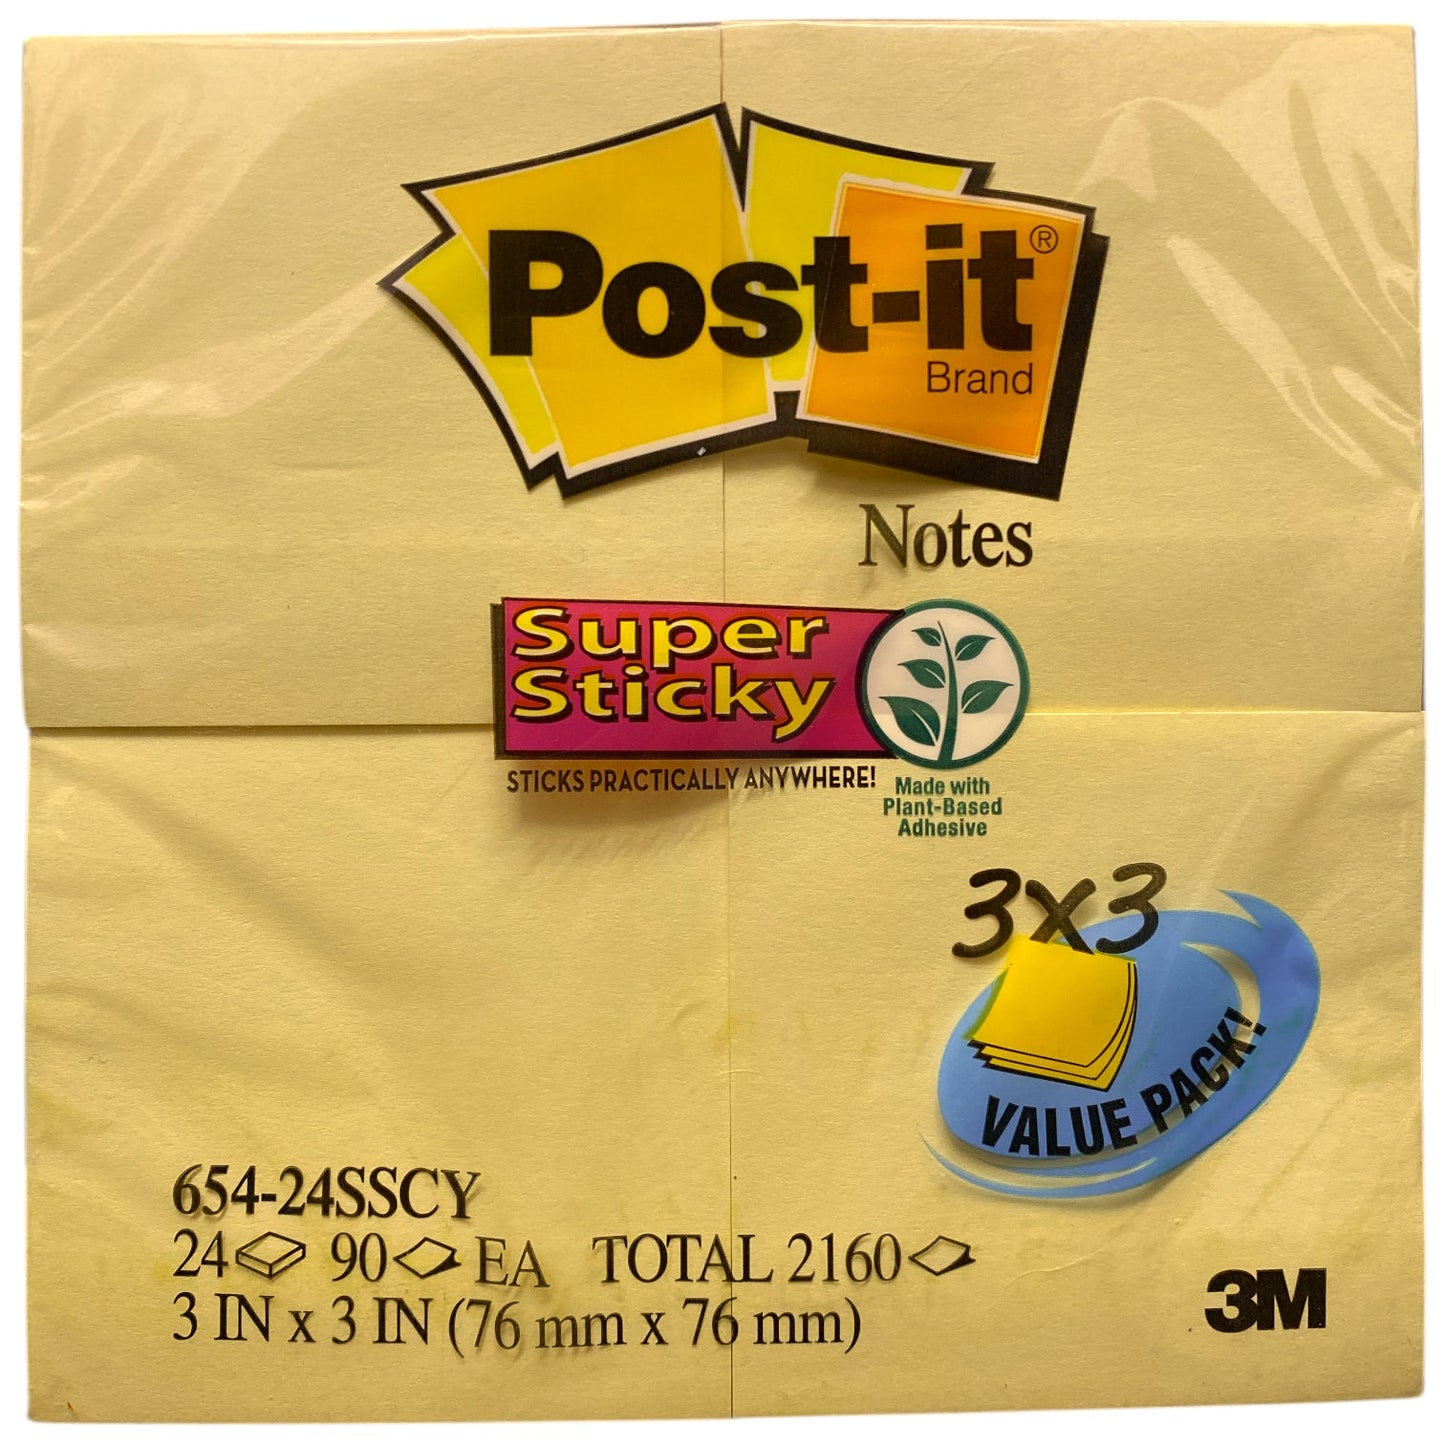 Post-it®
Brand
Notes
Super
Sticky
STICKS PRACTICALLY ANYWHERE!
Made with
Plant-Based
Adhesive
3x3
VALUE PACK!
654-24SSCY
24 90 EA TOTAL 2160
3 IN x 3 IN (76 mm x 76 mm)
3M